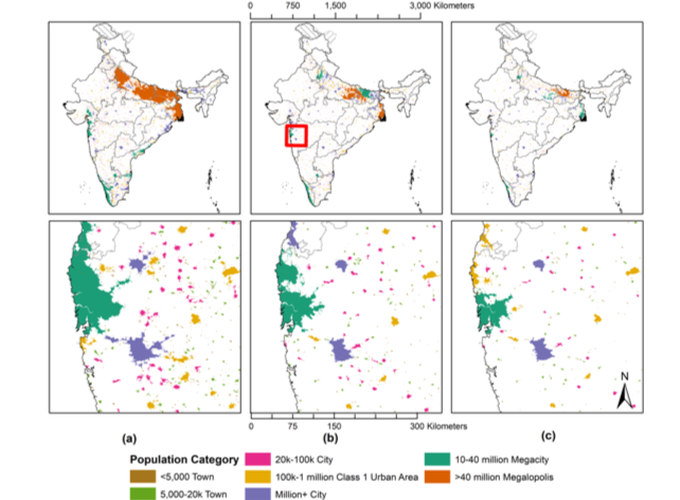 0 750 1,500 3,000 Kilometers
N
0 75 150 300 Kilometers
(a) (b) (c)
Population Category
<5,000 Town
5,000-20k Town
20k-100k City
100k-1 million Class 1 Urban Area
Million+ City
10-40 million Megacity
>40 million Megalopolis